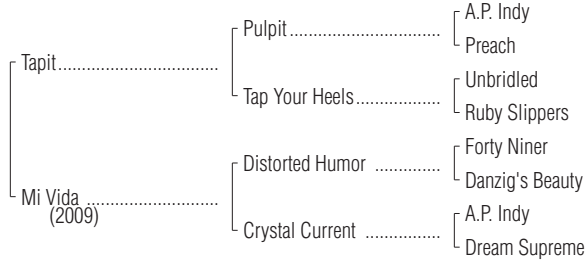 A.P. Indy
Pulpit
Preach
Tapit
Unbridled
Tap Your Heels
Ruby Slippers
Forty Niner
Distorted Humor
Danzig's Beauty
Mi Vida
(2009)
A.P. Indy
Crystal Current
Dream Supreme